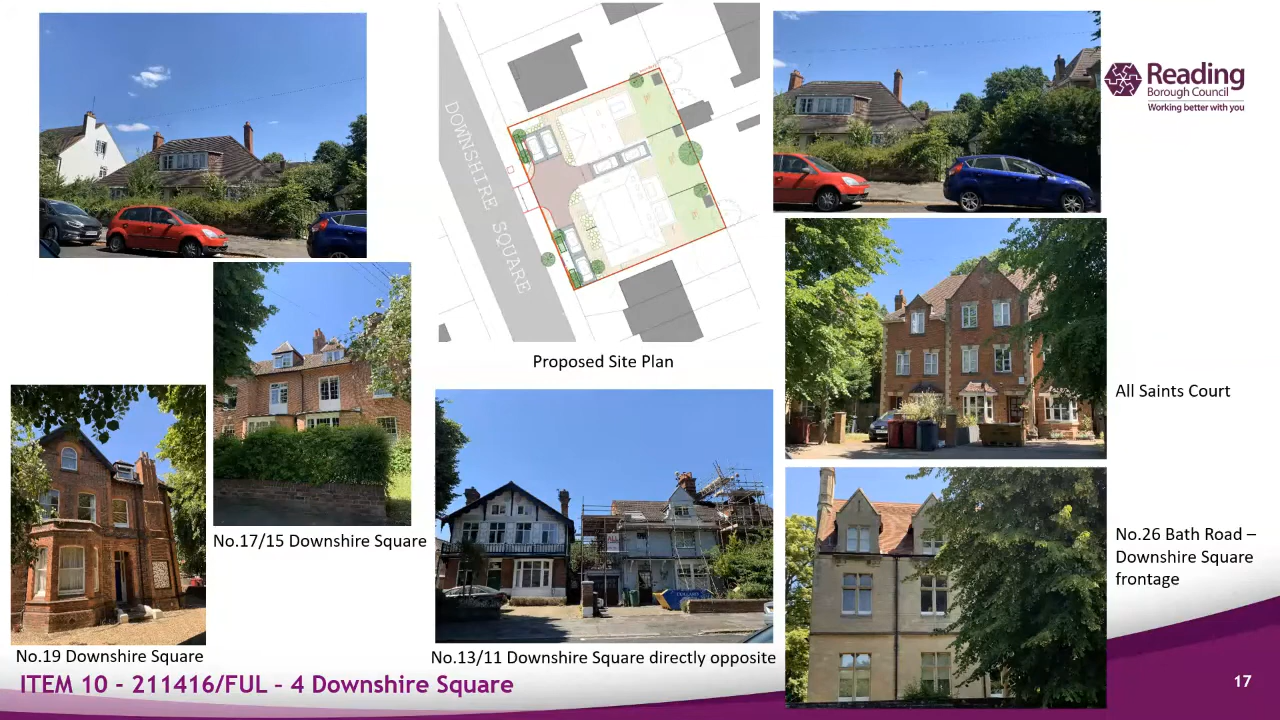 Reading
Borough Council
Working better with you
DOWNSHIRE SQUARE
Proposed Site Plan
All Saints Court
No.17/15 Downshire Square
No.26 Bath Road –
Downshire Square
frontage
No.19 Downshire Square
No.13/11 Downshire Square directly opposite
ITEM 10 - 211416/FUL – 4 Downshire Square
17